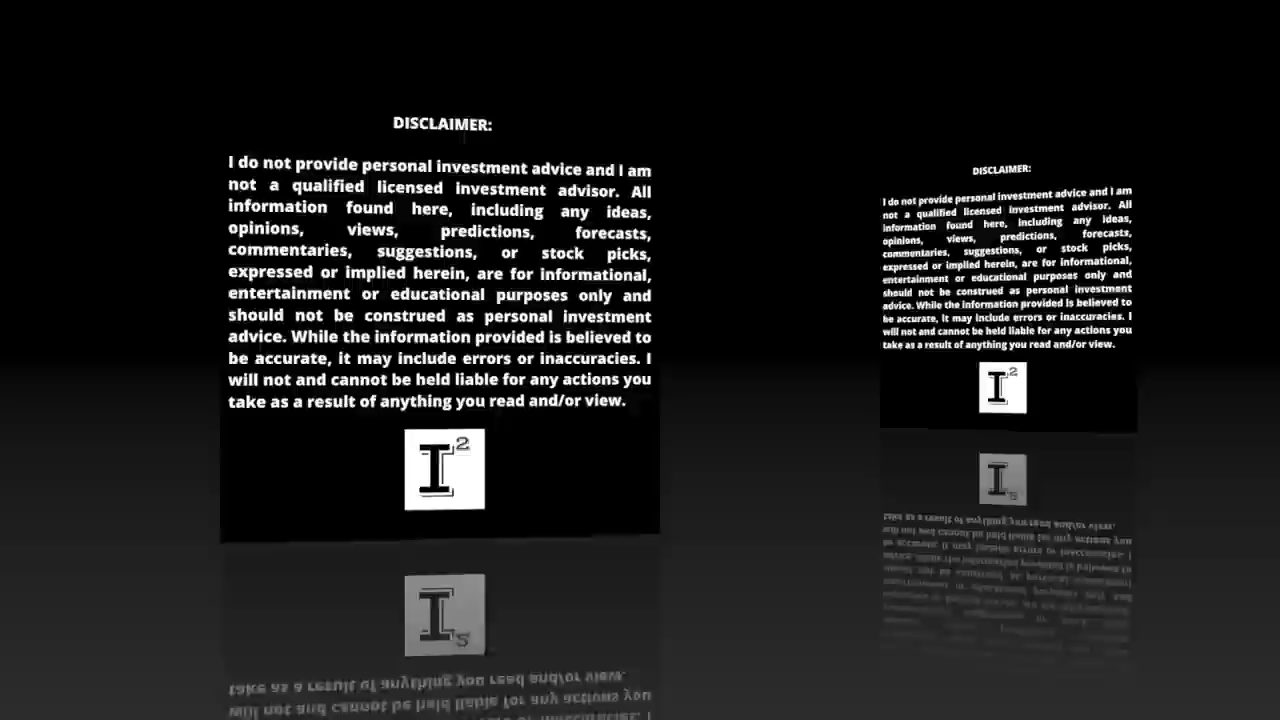 DISCLAIMER:
I do not provide personal investment advice and I am
not a qualified licensed investment advisor. All
information found here, including any ideas,
opinions, views, predictions, forecasts,
commentaries, suggestions, or stock picks,
expressed or implied herein, are for informational,
entertainment or educational purposes only and
should not be construed as personal investment
advice. While the information provided is believed to
be accurate, it may include errors or inaccuracies. I
will not and cannot be held liable for any actions you
take as a result of anything you read and/or view.
I²
DISCLAIMER:
I do not provide personal investment advice and I am
not a qualified licensed investment advisor. All
information found here, including any ideas,
opinions, views, predictions, forecasts,
commentaries, suggestions, or stock picks,
expressed or implied herein, are for informational,
entertainment or educational purposes only and
should not be construed as personal investment
advice. While the information provided is believed to
be accurate, it may include errors or inaccuracies. I
will not and cannot be held liable for any actions you
take as a result of anything you read and/or view.
I²